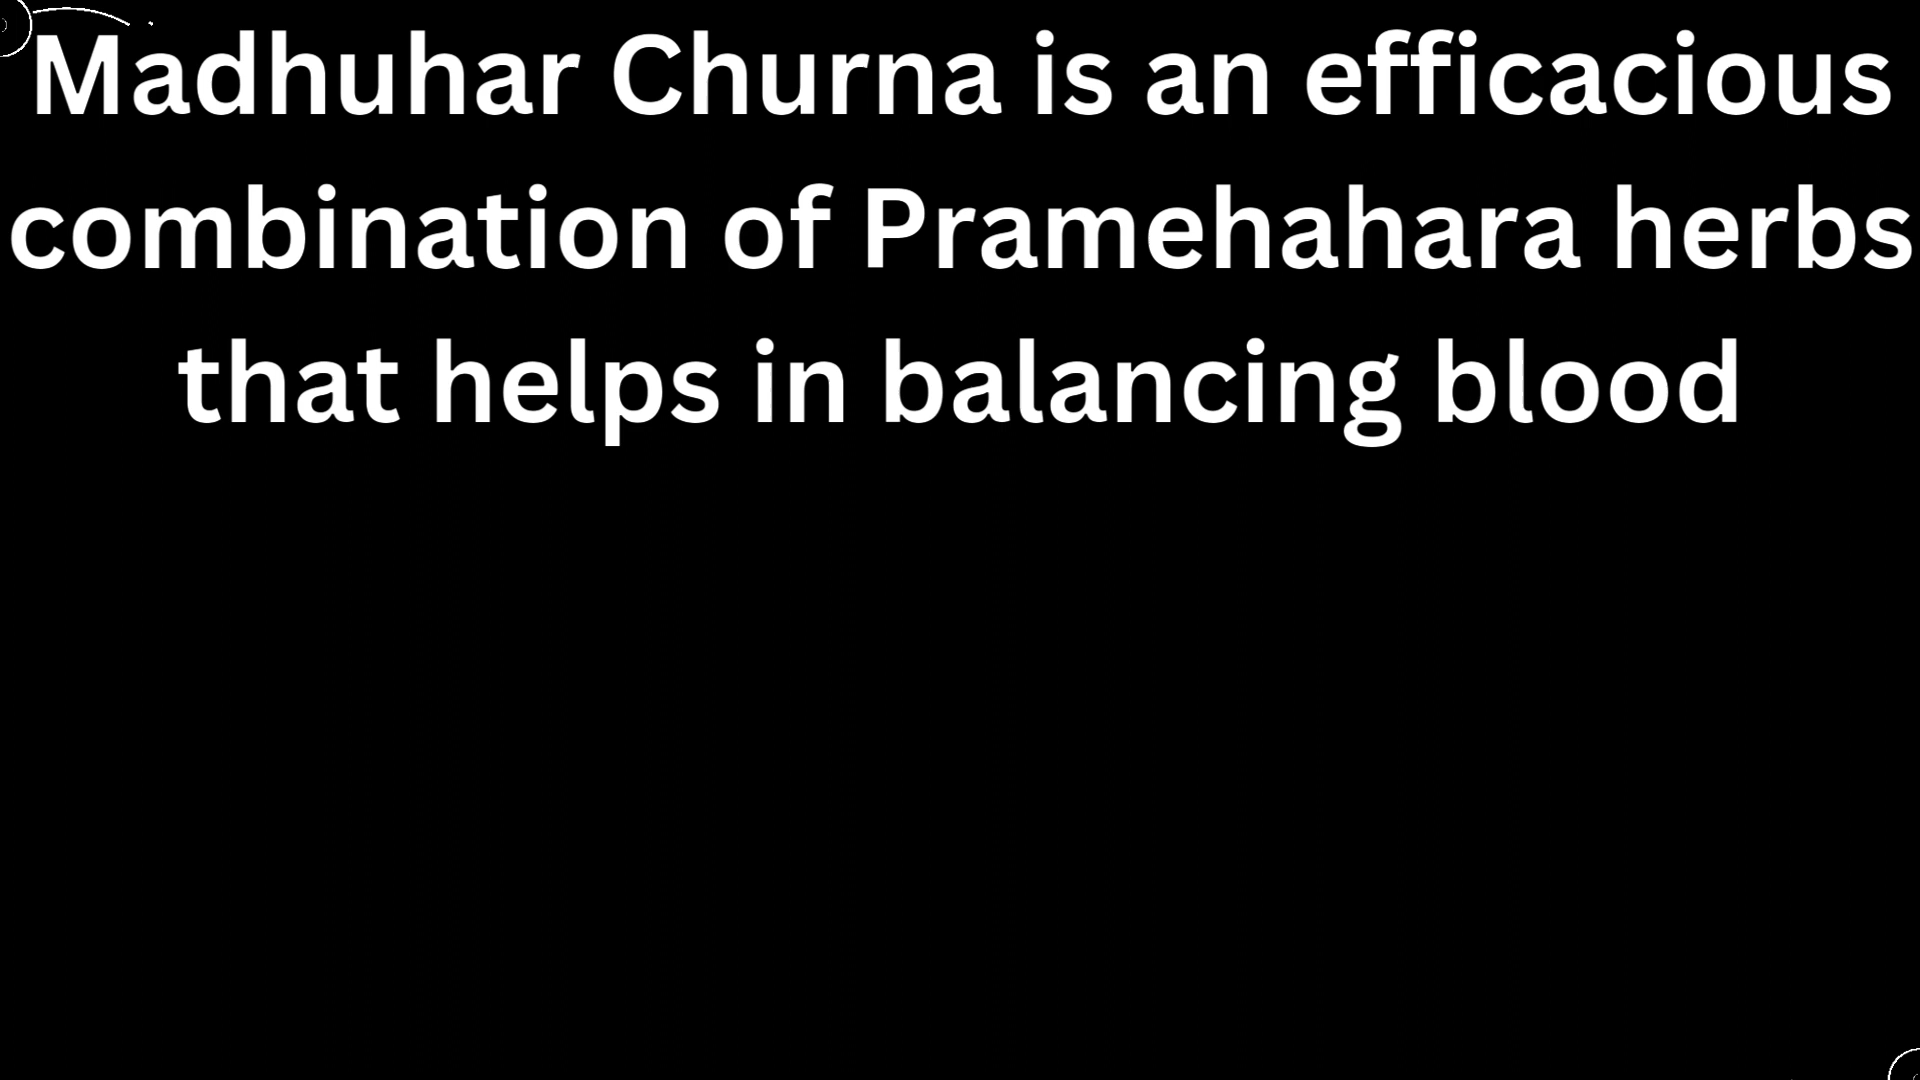 Madhuhar Churna is an efficacious
combination of Pramehahara herbs
that helps in balancing blood